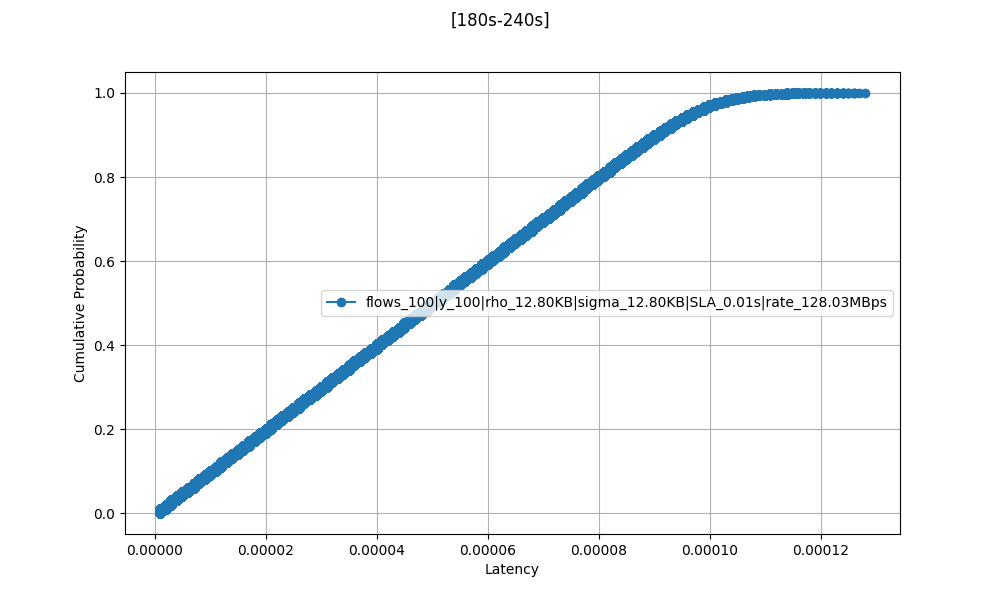 [180s-240s]
1.0
0.8
0.6
0.4
0.2
0.0
Cumulative Probability
flows_100|y_100|rho_12.80KB|sigma_12.80KB|SLA_0.01s|rate_128.03MBps
0.00000 0.00002 0.00004 0.00006 0.00008 0.00010 0.00012
Latency